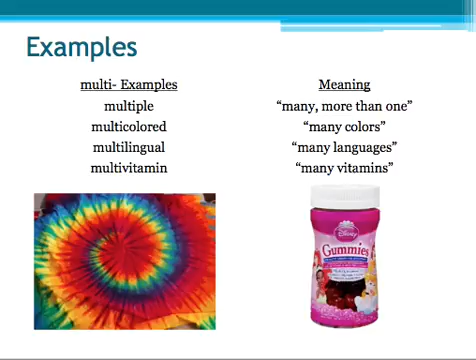 Examples
multi- Examples
Meaning
multiple
“many, more than one”
multicolored
“many colors”
multilingual
“many languages”
multivitamin
“many vitamins”
Disney
Gummies